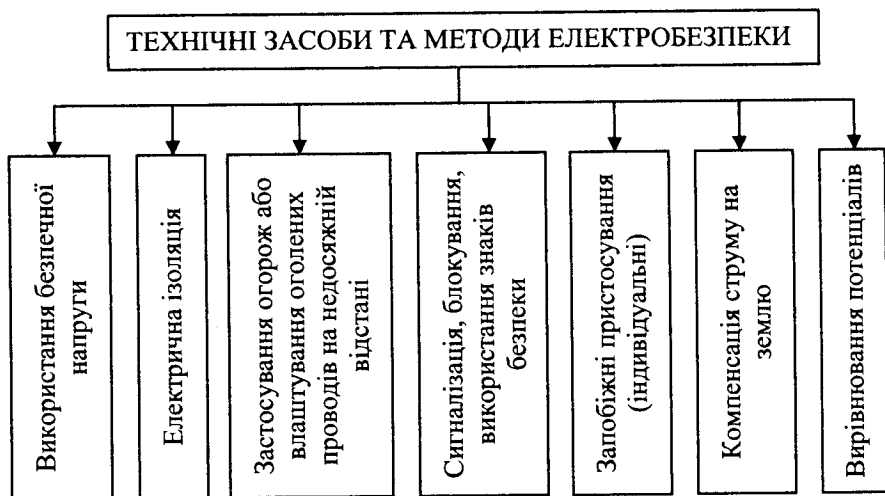 ТЕХНІЧНІ ЗАСОБИ ТА МЕТОДИ ЕЛЕКТРОБЕЗПЕКИ
Використання безпечної
напруги
Електрична ізоляція
Застосування огорож або
влаштування оголених
проводів на недосяжній
відстані
Сигналізація, блокування,
використання знаків
безпеки
Запобіжні пристосування
(індивідуальні)
Компенсація струму на
землю
Вирівнювання потенціалів